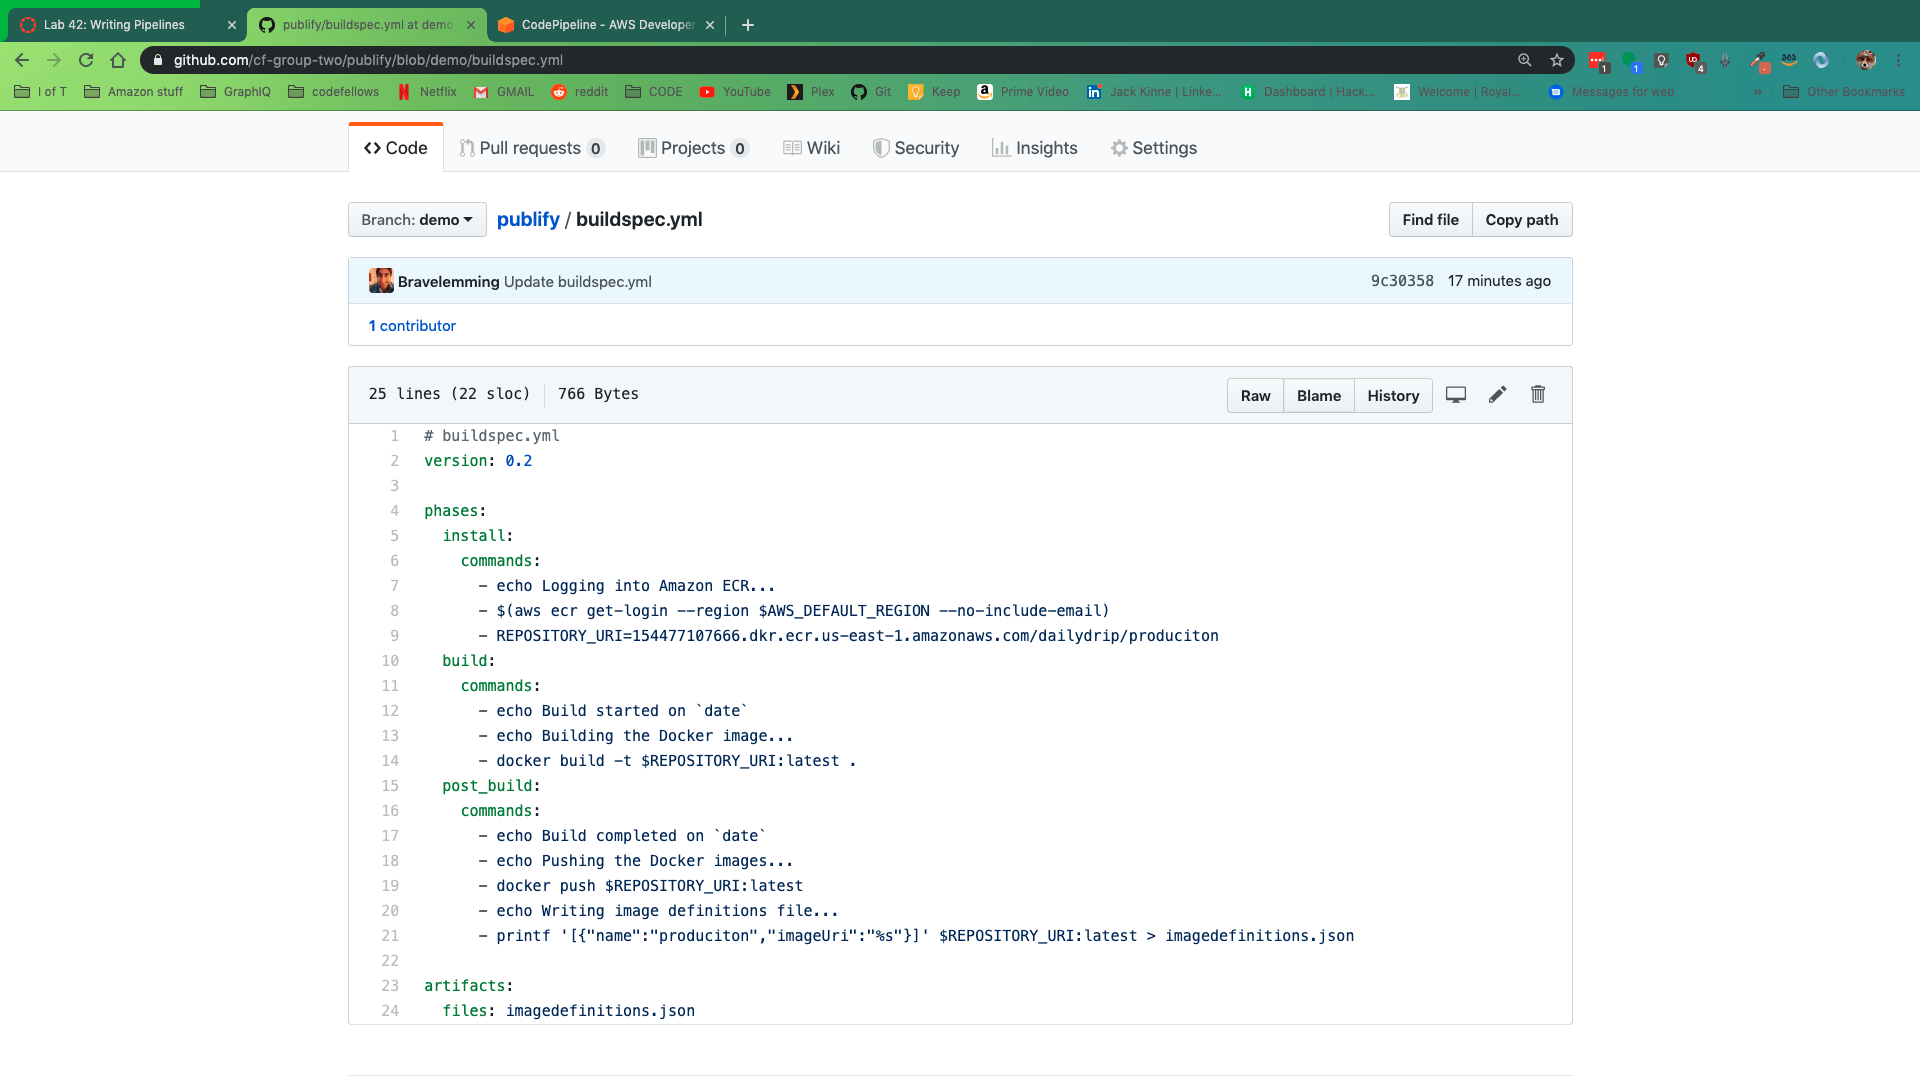 Lab 42: Writing Pipelines
publify/buildspec.yml at demo
CodePipeline - AWS Developer
github.com/cf-group-two/publify/blob/demo/buildspec.yml
1 1 4
I of T Amazon stuff GraphIQ codefellows Netflix GMAIL reddit CODE YouTube Plex Git Keep Prime Video Jack Kinne | Linke... Dashboard | Hack... Welcome | Royal... Messages for web » Other Bookmarks
Code Pull requests 0 Projects 0 Wiki Security Insights Settings
Branch: demo publify / buildspec.yml Find file Copy path
Bravelemming Update buildspec.yml 9c30358 17 minutes ago
1 contributor
25 lines (22 sloc) 766 Bytes Raw Blame History
1 # buildspec.yml
2 version: 0.2
3
4 phases:
5 install:
6 commands:
7 - echo Logging into Amazon ECR...
8 - $(aws ecr get-login --region $AWS_DEFAULT_REGION --no-include-email)
9 - REPOSITORY_URI=154477107666.dkr.ecr.us-east-1.amazonaws.com/dailydrip/produciton
10 build:
11 commands:
12 - echo Build started on `date`
13 - echo Building the Docker image...
14 - docker build -t $REPOSITORY_URI:latest .
15 post_build:
16 commands:
17 - echo Build completed on `date`
18 - echo Pushing the Docker images...
19 - docker push $REPOSITORY_URI:latest
20 - echo Writing image definitions file...
21 - printf '[{"name":"produciton","imageUri":"%s"}]' $REPOSITORY_URI:latest > imagedefinitions.json
22
23 artifacts:
24 files: imagedefinitions.json